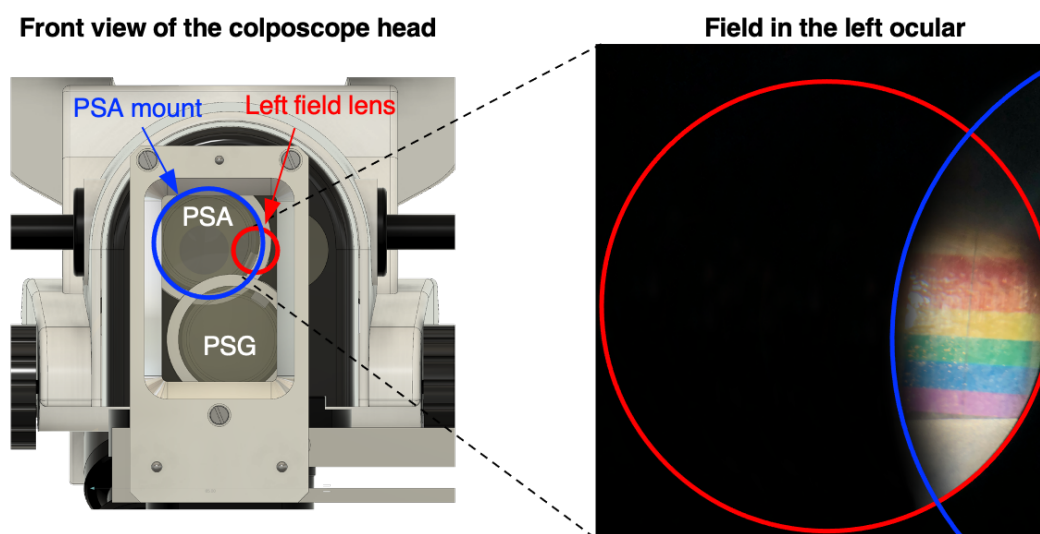 Front view of the colposcope head
Field in the left ocular
PSA mount
Left field lens
PSA
PSG